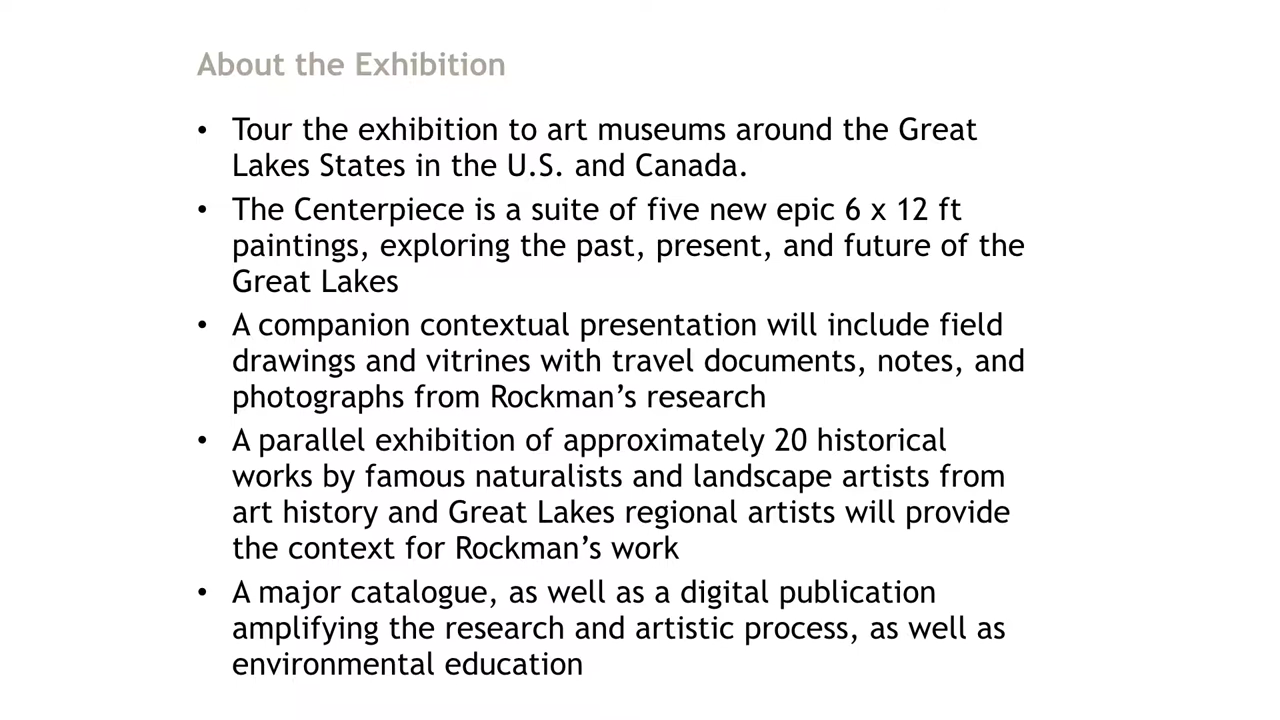 About the Exhibition
• Tour the exhibition to art museums around the Great
Lakes States in the U.S. and Canada.
• The Centerpiece is a suite of five new epic 6 x 12 ft
paintings, exploring the past, present, and future of the
Great Lakes
• A companion contextual presentation will include field
drawings and vitrines with travel documents, notes, and
photographs from Rockman’s research
• A parallel exhibition of approximately 20 historical
works by famous naturalists and landscape artists from
art history and Great Lakes regional artists will provide
the context for Rockman’s work
• A major catalogue, as well as a digital publication
amplifying the research and artistic process, as well as
environmental education